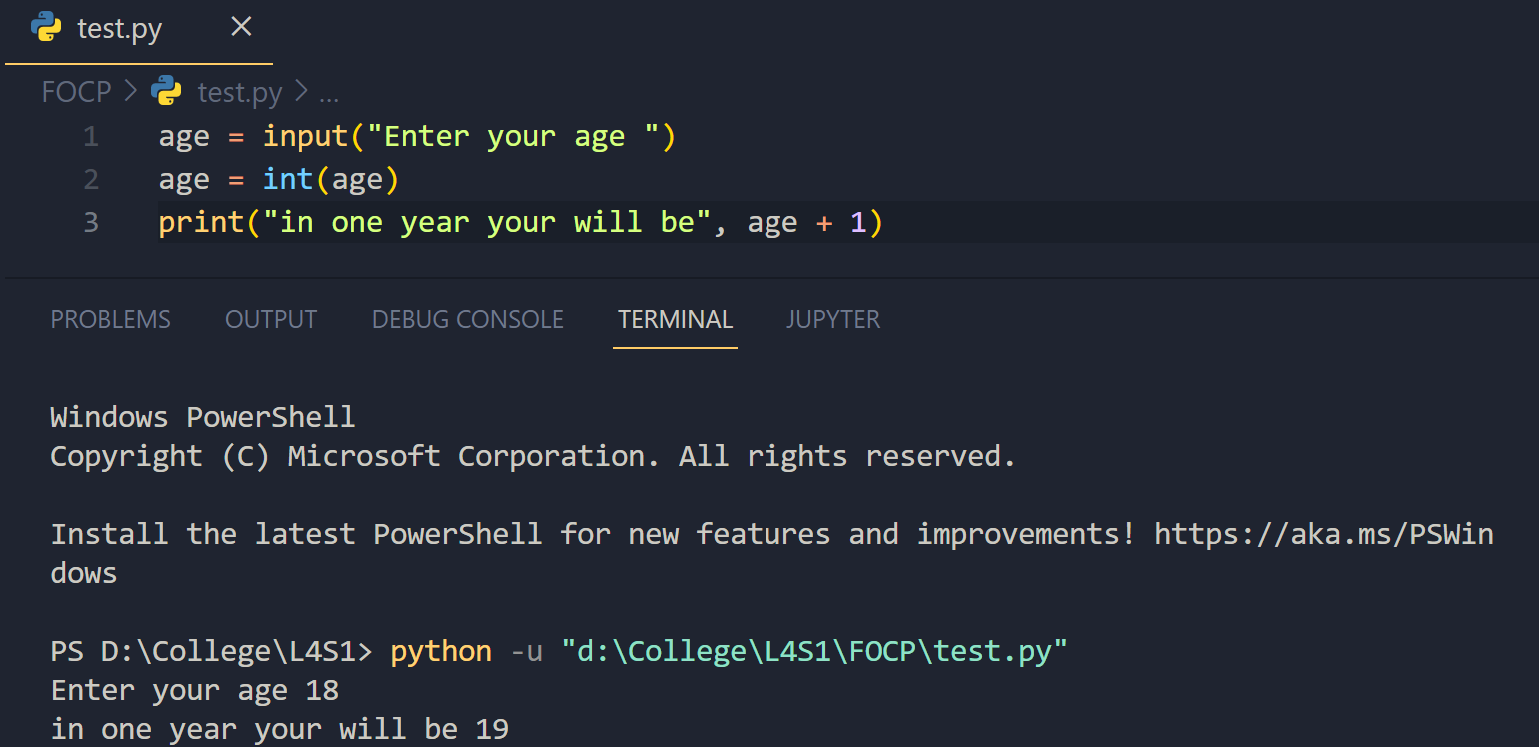 test.py ×
FOCP > test.py > ...
1 age = input("Enter your age ")
2 age = int(age)
3 print("in one year your will be", age + 1)
PROBLEMS OUTPUT DEBUG CONSOLE TERMINAL JUPYTER
Windows PowerShell
Copyright (C) Microsoft Corporation. All rights reserved.
Install the latest PowerShell for new features and improvements! https://aka.ms/PSWin
dows
PS D:\College\L4S1> python -u "d:\College\L4S1\FOCP\test.py"
Enter your age 18
in one year your will be 19